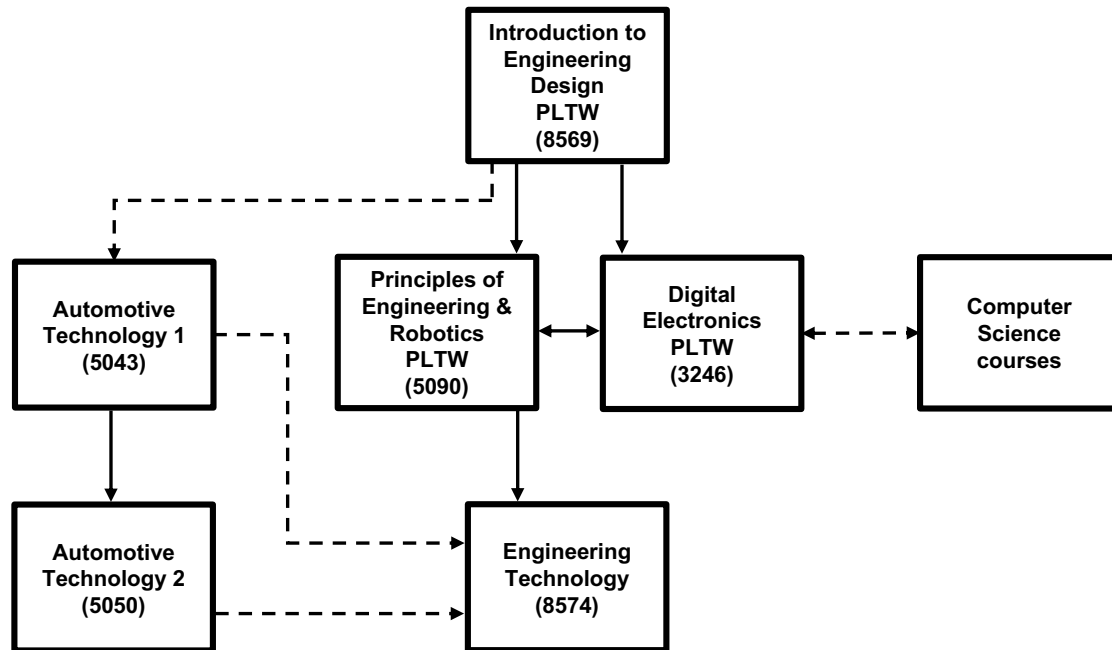 Introduction to
Engineering
Design
PLTW
(8569)
Automotive
Technology 1
(5043)
Principles of
Engineering &
Robotics
PLTW
(5090)
Digital
Electronics
PLTW
(3246)
Computer
Science
courses
Automotive
Technology 2
(5050)
Engineering
Technology
(8574)